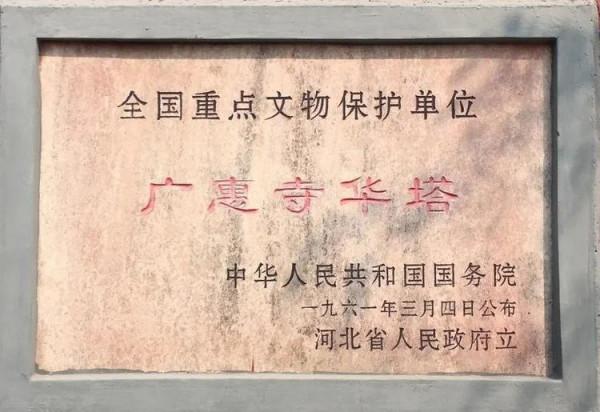 全国重点文物保护单位
广惠寺华塔
中华人民共和国国务院
一九六一年三月四日公布
河北省人民政府立